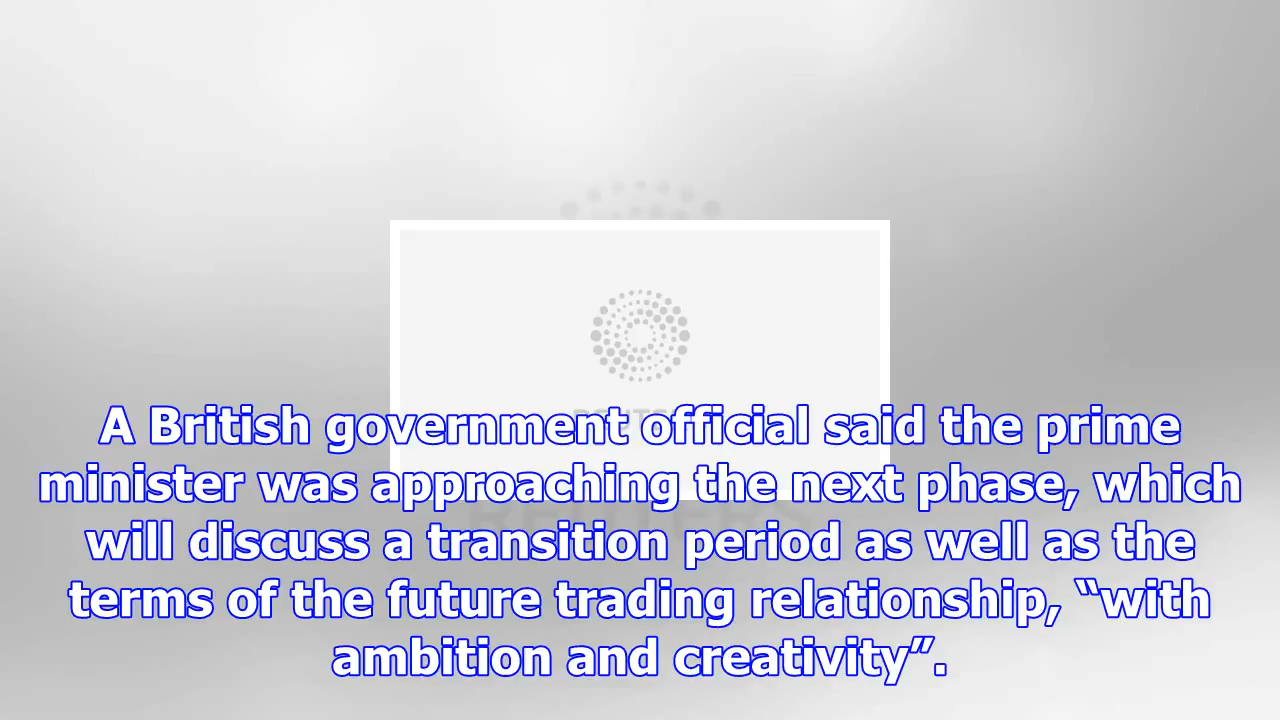 A British government official said the prime
minister was approaching the next phase, which
will discuss a transition period as well as the
terms of the future trading relationship, “with
ambition and creativity”.
REUTERS